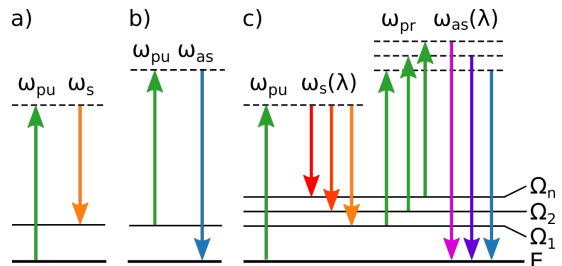 a) b) c)
ω_pr ω_as(λ)
ω_pu ω_as
ω_pu ω_s ω_pu ω_s(λ)
Ω_n
Ω_2
Ω_1